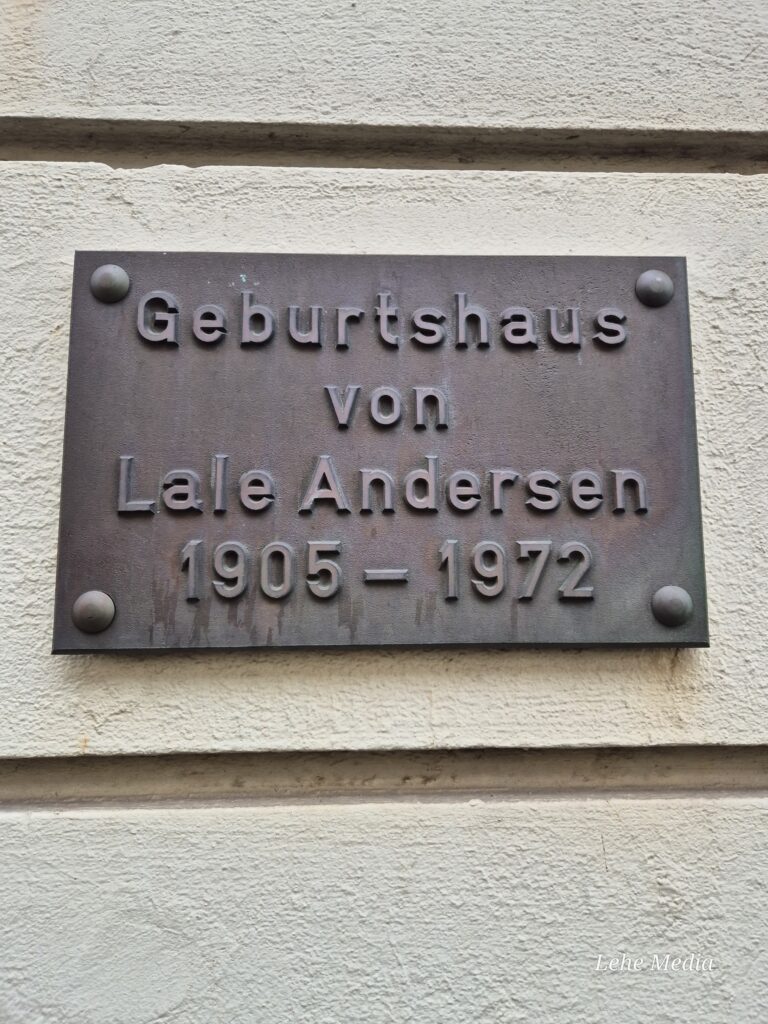 Geburtshaus
von
Lale Andersen
1905 – 1972
Lehe Media